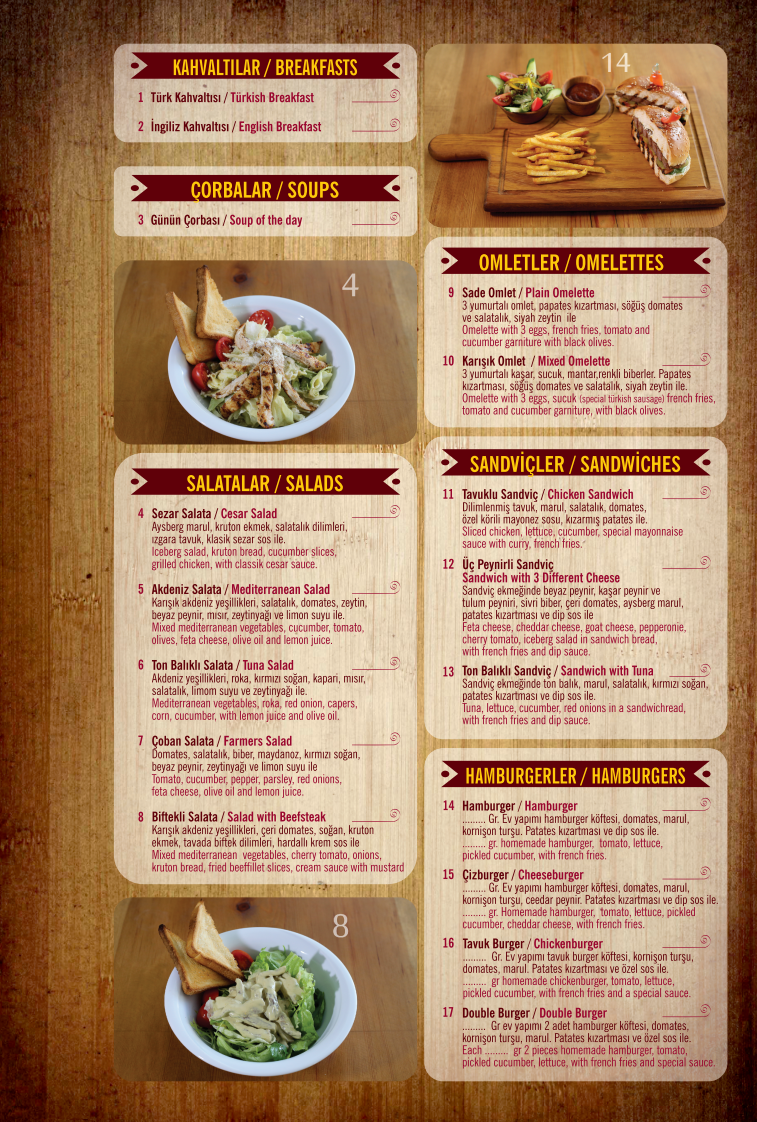 KAHVALTILAR / BREAKFASTS
1 Türk Kahvaltısı / Türkish Breakfast
2 İngiliz Kahvaltısı / English Breakfast
ÇORBALAR / SOUPS
3 Günün Çorbası / Soup of the day
4
SALATALAR / SALADS
4 Sezar Salata / Cesar Salad
Aysberg marul, kruton ekmek, salatalık dilimleri,
ızgara tavuk, klasik sezar sos ile.
Iceberg salad, kruton bread, cucumber slices,
grilled chicken, with classik cesar sauce.
5 Akdeniz Salata / Mediterranean Salad
Karışık akdeniz yeşillikleri, salatalık, domates, zeytin,
beyaz peynir, mısır, zeytinyağı ve limon suyu ile.
Mixed mediterranean vegetables, cucumber, tomato,
olives, feta cheese, olive oil and lemon juice.
6 Ton Balıklı Salata / Tuna Salad
Akdeniz yeşillikleri, roka, kırmızı soğan, kapari, mısır,
salatalık, limom suyu ve zeytinyağı ile.
Mediterranean vegetables, roka, red onion, capers,
corn, cucumber, with lemon juice and olive oil.
7 Çoban Salata / Farmers Salad
Domates, salatalık, biber, maydanoz, kırmızı soğan,
beyaz peynir, zeytinyağı ve limon suyu ile
Tomato, cucumber, pepper, parsley, red onions,
feta cheese, olive oil and lemon juice.
8 Biftekli Salata / Salad with Beefsteak
Karışık akdeniz yeşillikleri, çeri domates, soğan, kruton
ekmek, tavada biftek dilimleri, hardallı krem sos ile
Mixed mediterranean vegetables, cherry tomato, onions,
kruton bread, fried beeffillet slices, cream sauce with mustard
8
14
OMLETLER / OMELETTES
9 Sade Omlet / Plain Omelette
3 yumurtalı omlet, papates kızartması, söğüş domates
ve salatalık, siyah zeytin ile
Omelette with 3 eggs, french fries, tomato and
cucumber garniture with black olives.
10 Karışık Omlet / Mixed Omelette
3 yumurtalı kaşar, sucuk, mantar,renkli biberler. Papates
kızartması, söğüş domates ve salatalık, siyah zeytin ile.
Omelette with 3 eggs, sucuk (special türkish sausage) french fries,
tomato and cucumber garniture, with black olives.
SANDVİÇLER / SANDWİCHES
11 Tavuklu Sandviç / Chicken Sandwich
Dilimlenmiş tavuk, marul, salatalık, domates,
özel körili mayonez sosu, kızarmış patates ile.
Sliced chicken, lettuce, cucumber, special mayonnaise
sauce with curry, french fries.
12 Üç Peynirli Sandviç
Sandwich with 3 Different Cheese
Sandviç ekmeğinde beyaz peynir, kaşar peynir ve
tulum peyniri, sivri biber, çeri domates, aysberg marul,
patates kızartması ve dip sos ile
Feta cheese, cheddar cheese, goat cheese, pepperonie,
cherry tomato, iceberg salad in sandwich bread,
with french fries and dip sauce.
13 Ton Balıklı Sandviç / Sandwich with Tuna
Sandviç ekmeğinde ton balık, marul, salatalık, kırmızı soğan,
patates kızartması ve dip sos ile.
Tuna, lettuce, cucumber, red onions in a sandwichread,
with french fries and dip sauce.
HAMBURGERLER / HAMBURGERS
14 Hamburger / Hamburger
......... Gr. Ev yapımı hamburger köftesi, domates, marul,
kornişon turşu. Patates kızartması ve dip sos ile.
......... gr. homemade hamburger, tomato, lettuce,
pickled cucumber, with french fries.
15 Çizburger / Cheeseburger
......... Gr. Ev yapımı hamburger köftesi, domates, marul,
kornişon turşu, ceedar peynir. Patates kızartması ve dip sos ile.
......... gr. Homemade hamburger, tomato, lettuce, pickled
cucumber, cheddar cheese, with french fries.
16 Tavuk Burger / Chickenburger
......... Gr. Ev yapımı tavuk burger köftesi, kornişon turşu,
domates, marul. Patates kızartması ve özel sos ile.
......... gr homemade chickenburger, tomato, lettuce,
pickled cucumber, with french fries and a special sauce.
17 Double Burger / Double Burger
......... Gr ev yapımı 2 adet hamburger köftesi, domates,
kornişon turşu, marul. Patates kızartması ve özel sos ile.
Each ......... gr 2 pieces homemade hamburger, tomato,
pickled cucumber, lettuce, with french fries and special sauce.